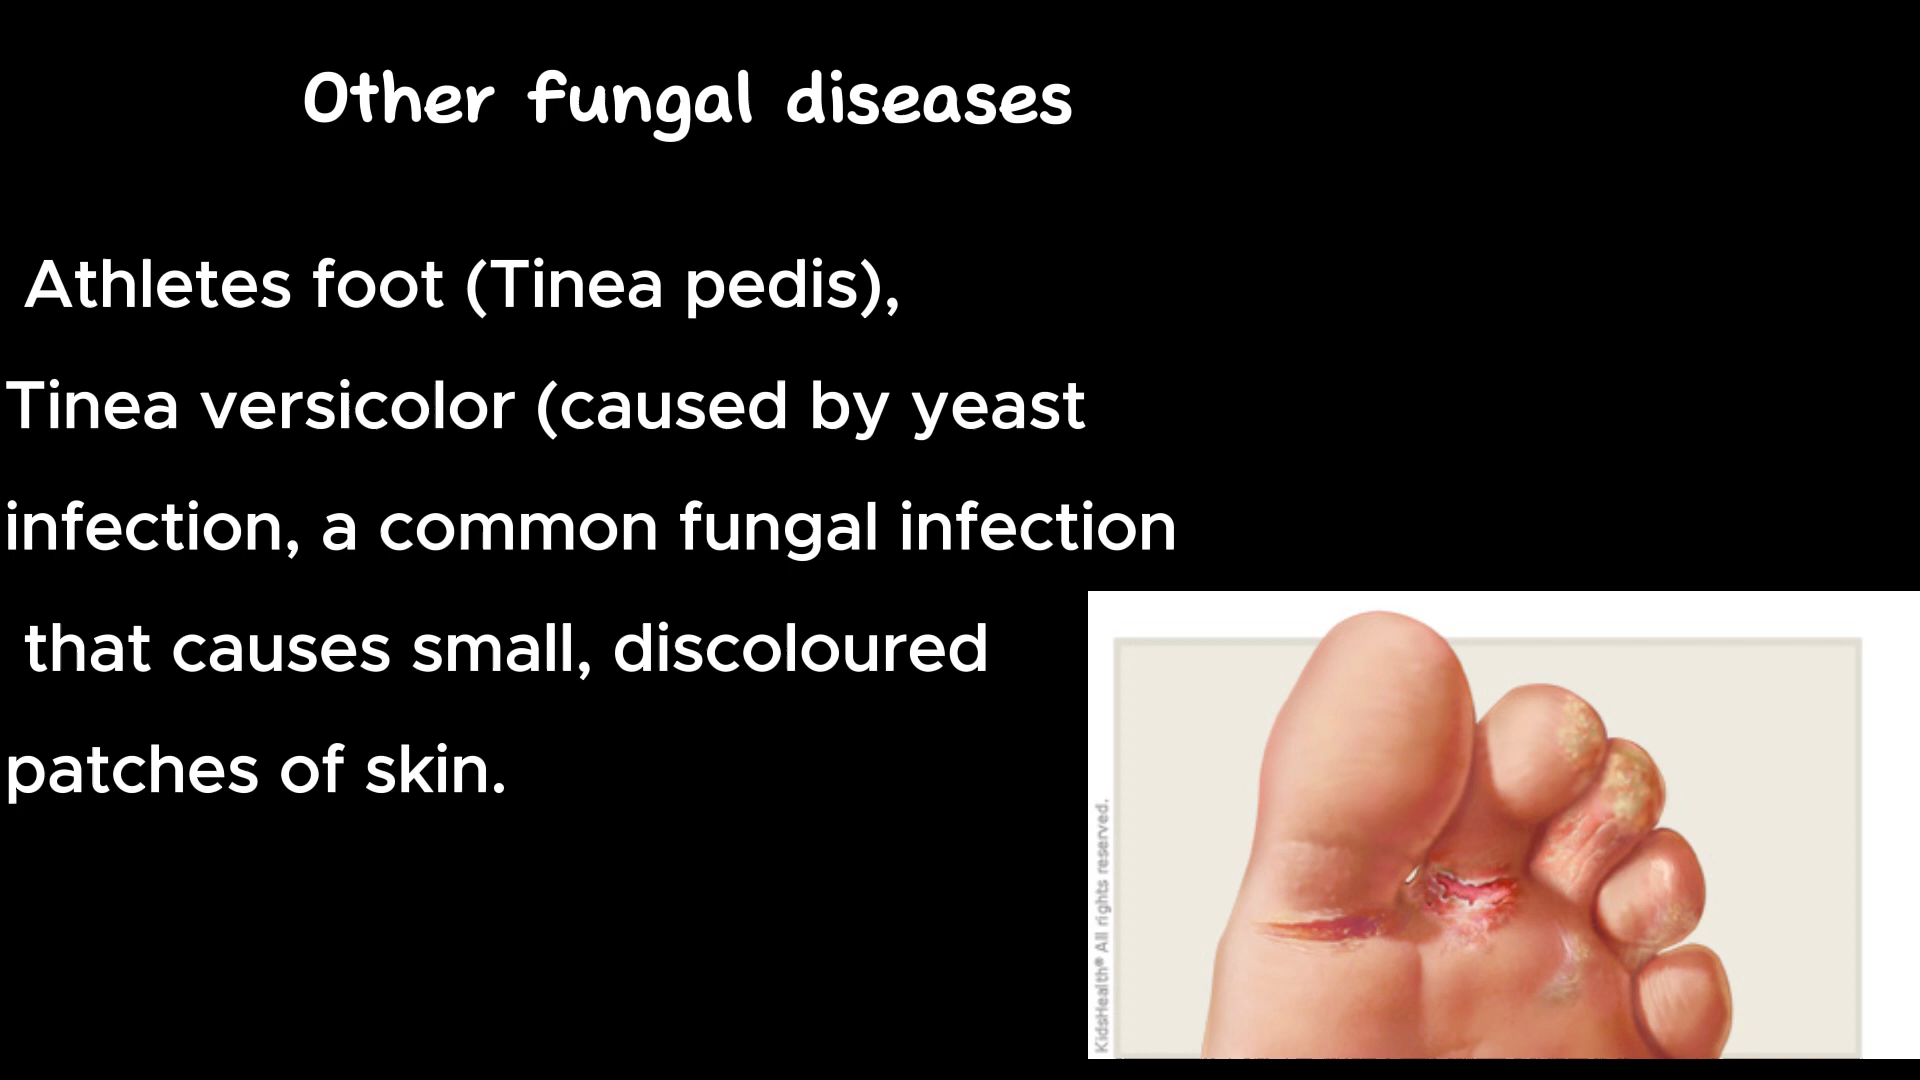 Other fungal diseases
Athletes foot (Tinea pedis),
Tinea versicolor (caused by yeast
infection, a common fungal infection
that causes small, discoloured
patches of skin.
KidsHealth® All rights reserved.